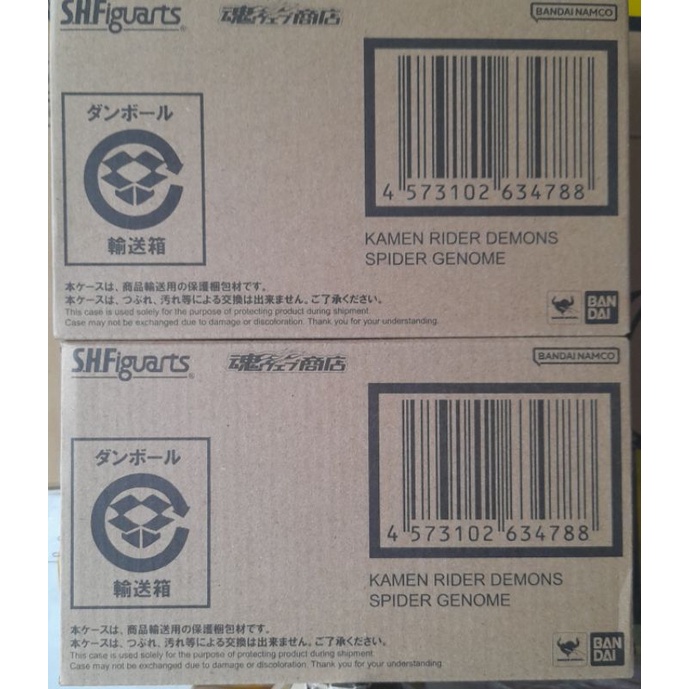 S.H.Figuarts
魂ウェブ商店
BANDAI NAMCO
ダンボール
輸送箱
4 573102 634788
KAMEN RIDER DEMONS
SPIDER GENOME
本ケースは、商品輸送用の保護梱包材です。
本ケースは、つぶれ、汚れ等による交換は出来ません。ご了承ください。
This case is used solely for the purpose of protecting product during shipment.
Case may not be exchanged due to damage or discoloration. Thank you for your understanding.
BAN
DAI
S.H.Figuarts
魂ウェブ商店
BANDAI NAMCO
ダンボール
輸送箱
4 573102 634788
KAMEN RIDER DEMONS
SPIDER GENOME
本ケースは、商品輸送用の保護梱包材です。
本ケースは、つぶれ、汚れ等による交換は出来ません。ご了承ください。
This case is used solely for the purpose of protecting product during shipment.
Case may not be exchanged due to damage or discoloration. Thank you for your understanding.
BAN
DAI